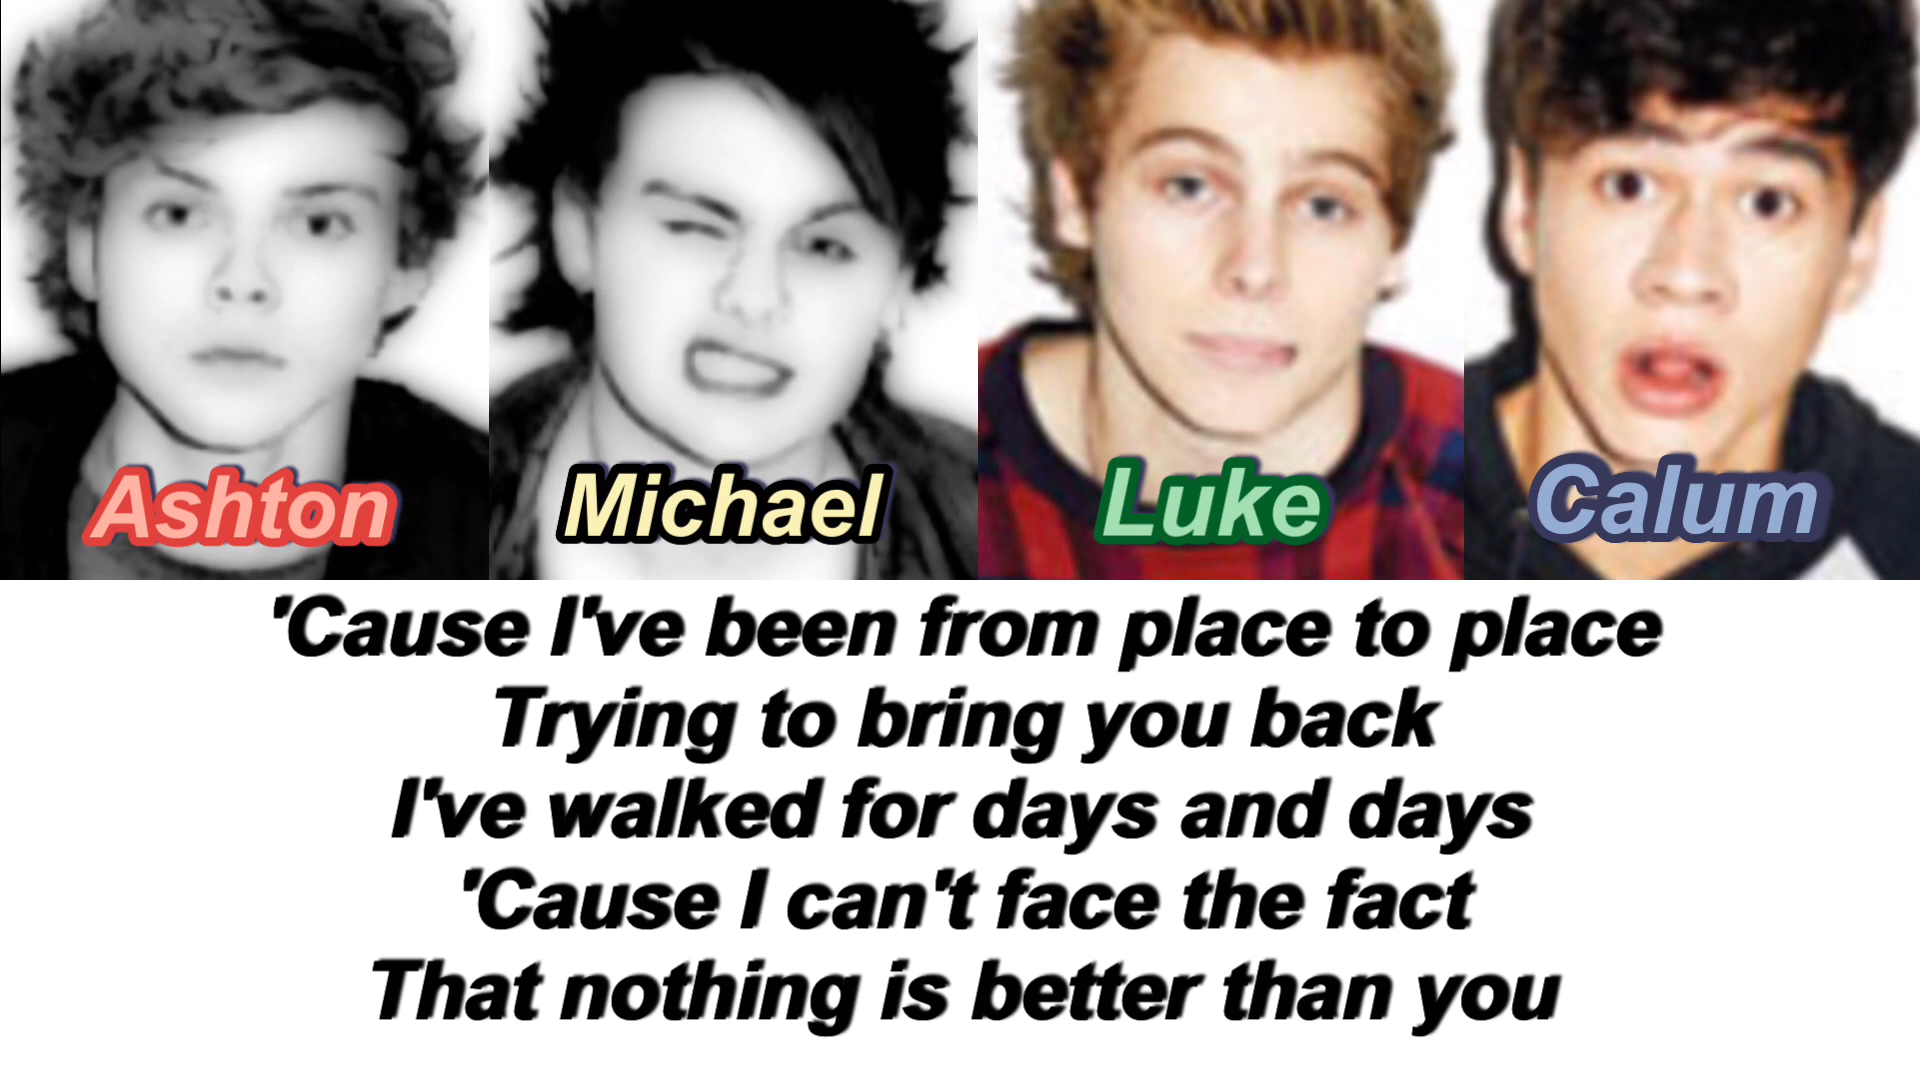 Ashton
Michael
Luke
Calum
'Cause I've been from place to place
Trying to bring you back
I've walked for days and days
'Cause I can't face the fact
That nothing is better than you